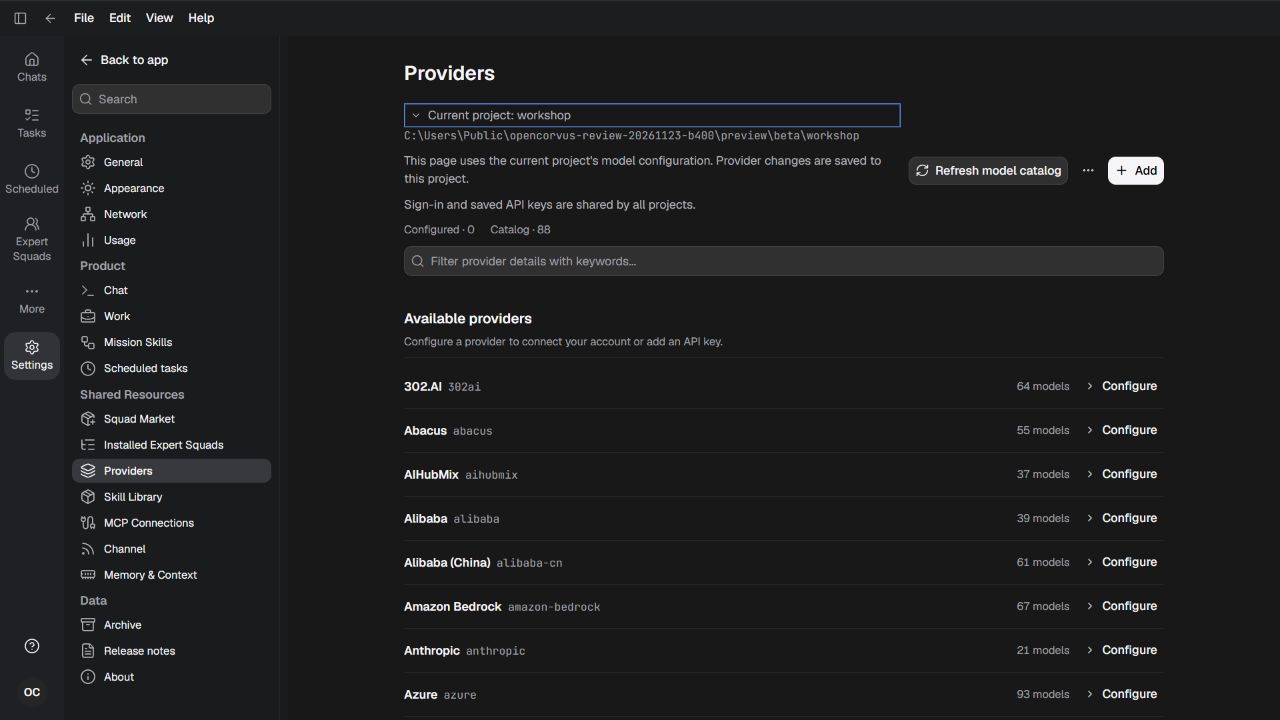 File Edit View Help
Chats
Tasks
Scheduled
Expert
Squads
More
Settings
OC
Back to app
Search
Application
General
Appearance
Network
Usage
Product
Chat
Work
Mission Skills
Scheduled tasks
Shared Resources
Squad Market
Installed Expert Squads
Providers
Skill Library
MCP Connections
Channel
Memory & Context
Data
Archive
Release notes
About
Providers
Current project: workshop
C:\Users\Public\opencorvus-review-20261123-b400\preview\beta\workshop
This page uses the current project's model configuration. Provider changes are saved to
this project.
Refresh model catalog
Add
Sign-in and saved API keys are shared by all projects.
Configured · 0 Catalog · 88
Filter provider details with keywords...
Available providers
Configure a provider to connect your account or add an API key.
302.AI 302ai 64 models Configure
Abacus abacus 55 models Configure
AIHubMix aihubmix 37 models Configure
Alibaba alibaba 39 models Configure
Alibaba (China) alibaba-cn 61 models Configure
Amazon Bedrock amazon-bedrock 67 models Configure
Anthropic anthropic 21 models Configure
Azure azure 93 models Configure